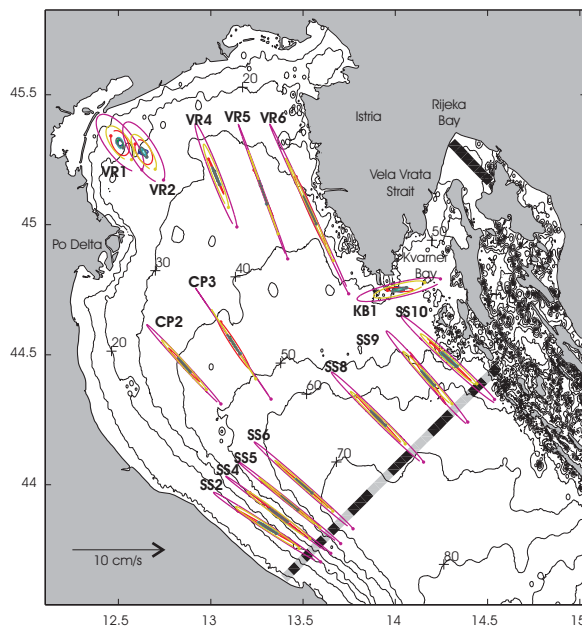 45.5
45
44.5
44
12.5
13
13.5
14
14.5
15
20
Istria
Rijeka
Bay
Vela Vrata
Strait
50
Kvarner
Bay
Po Delta
VR1
VR2
VR4
VR5
VR6
30
40
CP2
CP3
KB1
SS10
SS9
SS8
20
50
60
SS6
SS5
SS4
SS2
70
80
10 cm/s